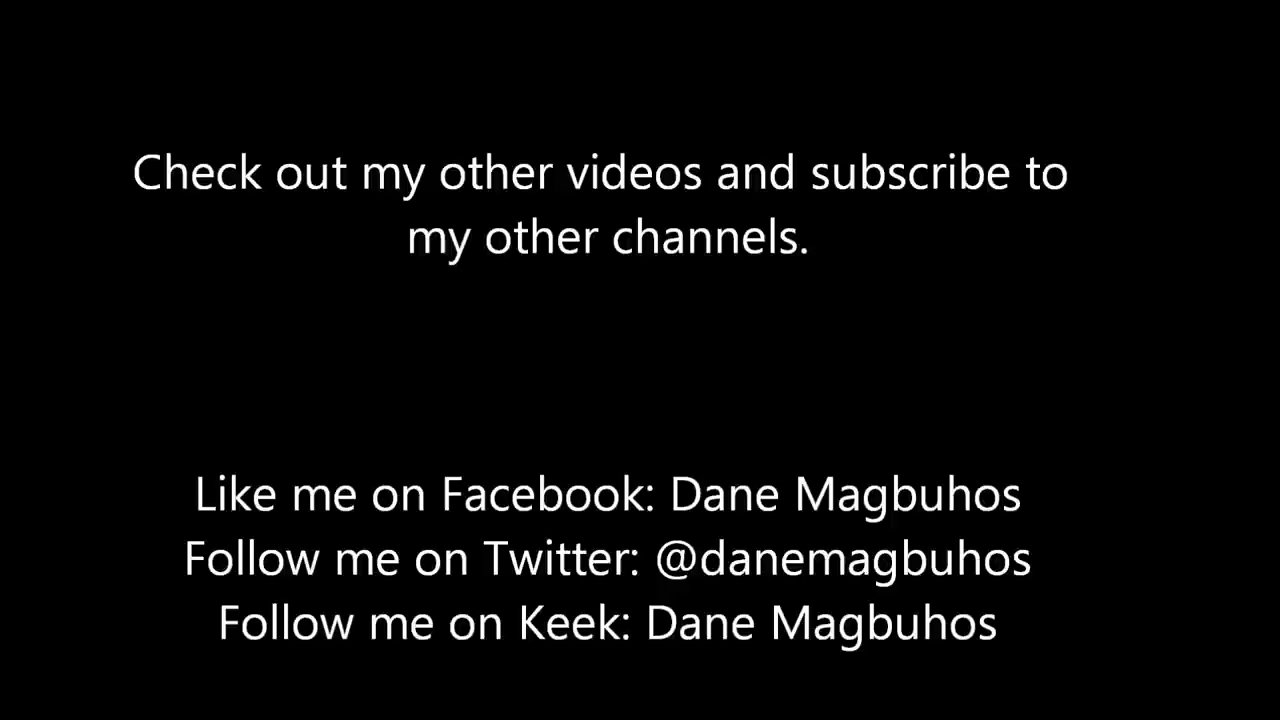 Check out my other videos and subscribe to
my other channels.
Like me on Facebook: Dane Magbuhos
Follow me on Twitter: @danemagbuhos
Follow me on Keek: Dane Magbuhos